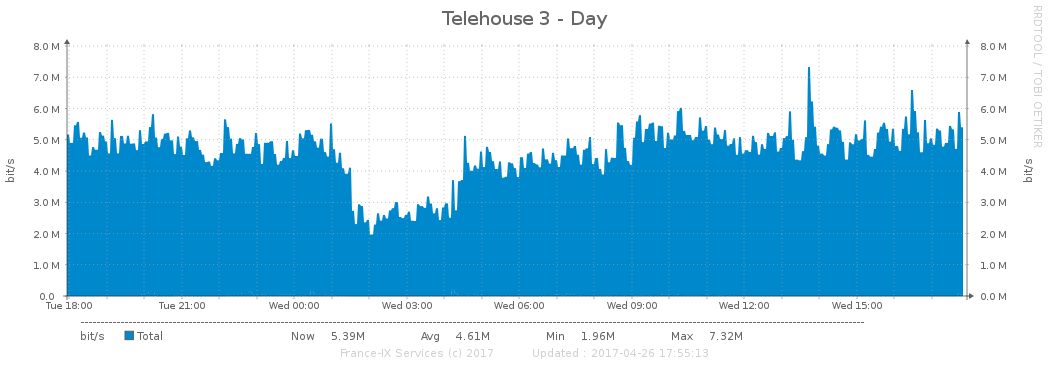 Telehouse 3 - Day
RRDTOOL / TOBI OETIKER
bit/s
8.0 M 8.0 M
7.0 M 7.0 M
6.0 M 6.0 M
5.0 M 5.0 M
4.0 M 4.0 M
3.0 M 3.0 M
2.0 M 2.0 M
1.0 M 1.0 M
0.0 0.0 M
bit/s
Tue 18:00 Tue 21:00 Wed 00:00 Wed 03:00 Wed 06:00 Wed 09:00 Wed 12:00 Wed 15:00
bit/s Total Now 5.39M Avg 4.61M Min 1.96M Max 7.32M
France-IX Services (c) 2017 Updated : 2017-04-26 17:55:13